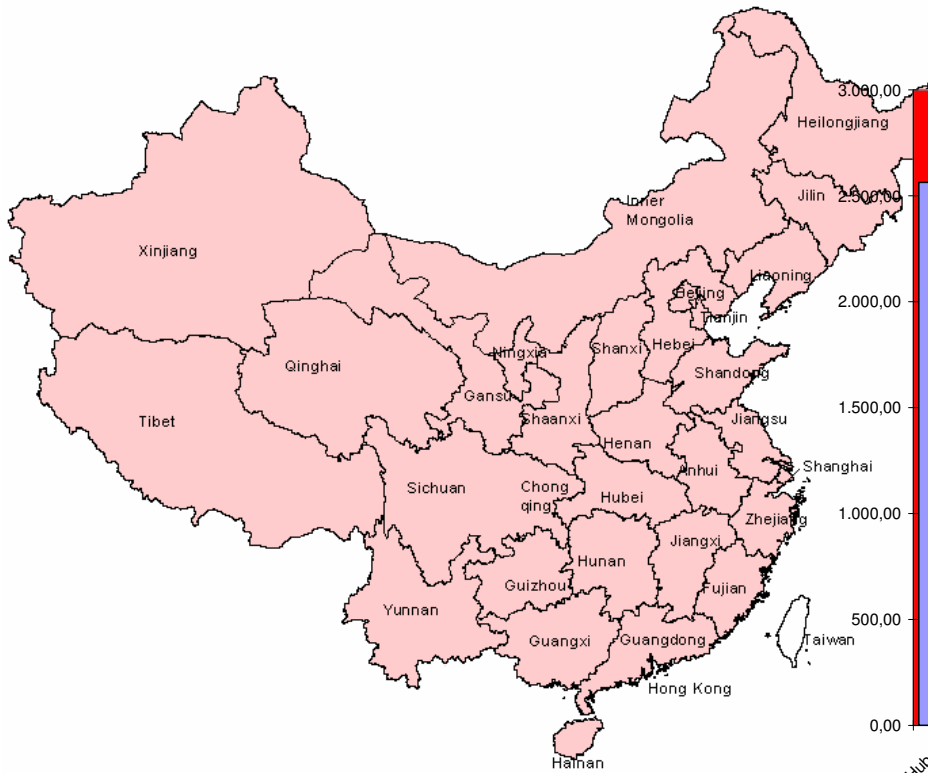 Heilongjiang
3.000,00
Jilin
2.500,00
Inner
Mongolia
Xinjiang
Liaoning
Beijing
2.000,00
Tianjin
Hebei
Shanxi
Ningxia
Qinghai
Shandong
Gansu
1.500,00
Jiangsu
Tibet
Shaanxi
Henan
Shanghai
Anhui
Sichuan
Chong
qing
Hubei
1.000,00
Zhejiang
Jiangxi
Hunan
Guizhou
Fujian
Yunnan
500,00
Guangxi
Guangdong
Taiwan
Hong Kong
0,00
Hainan